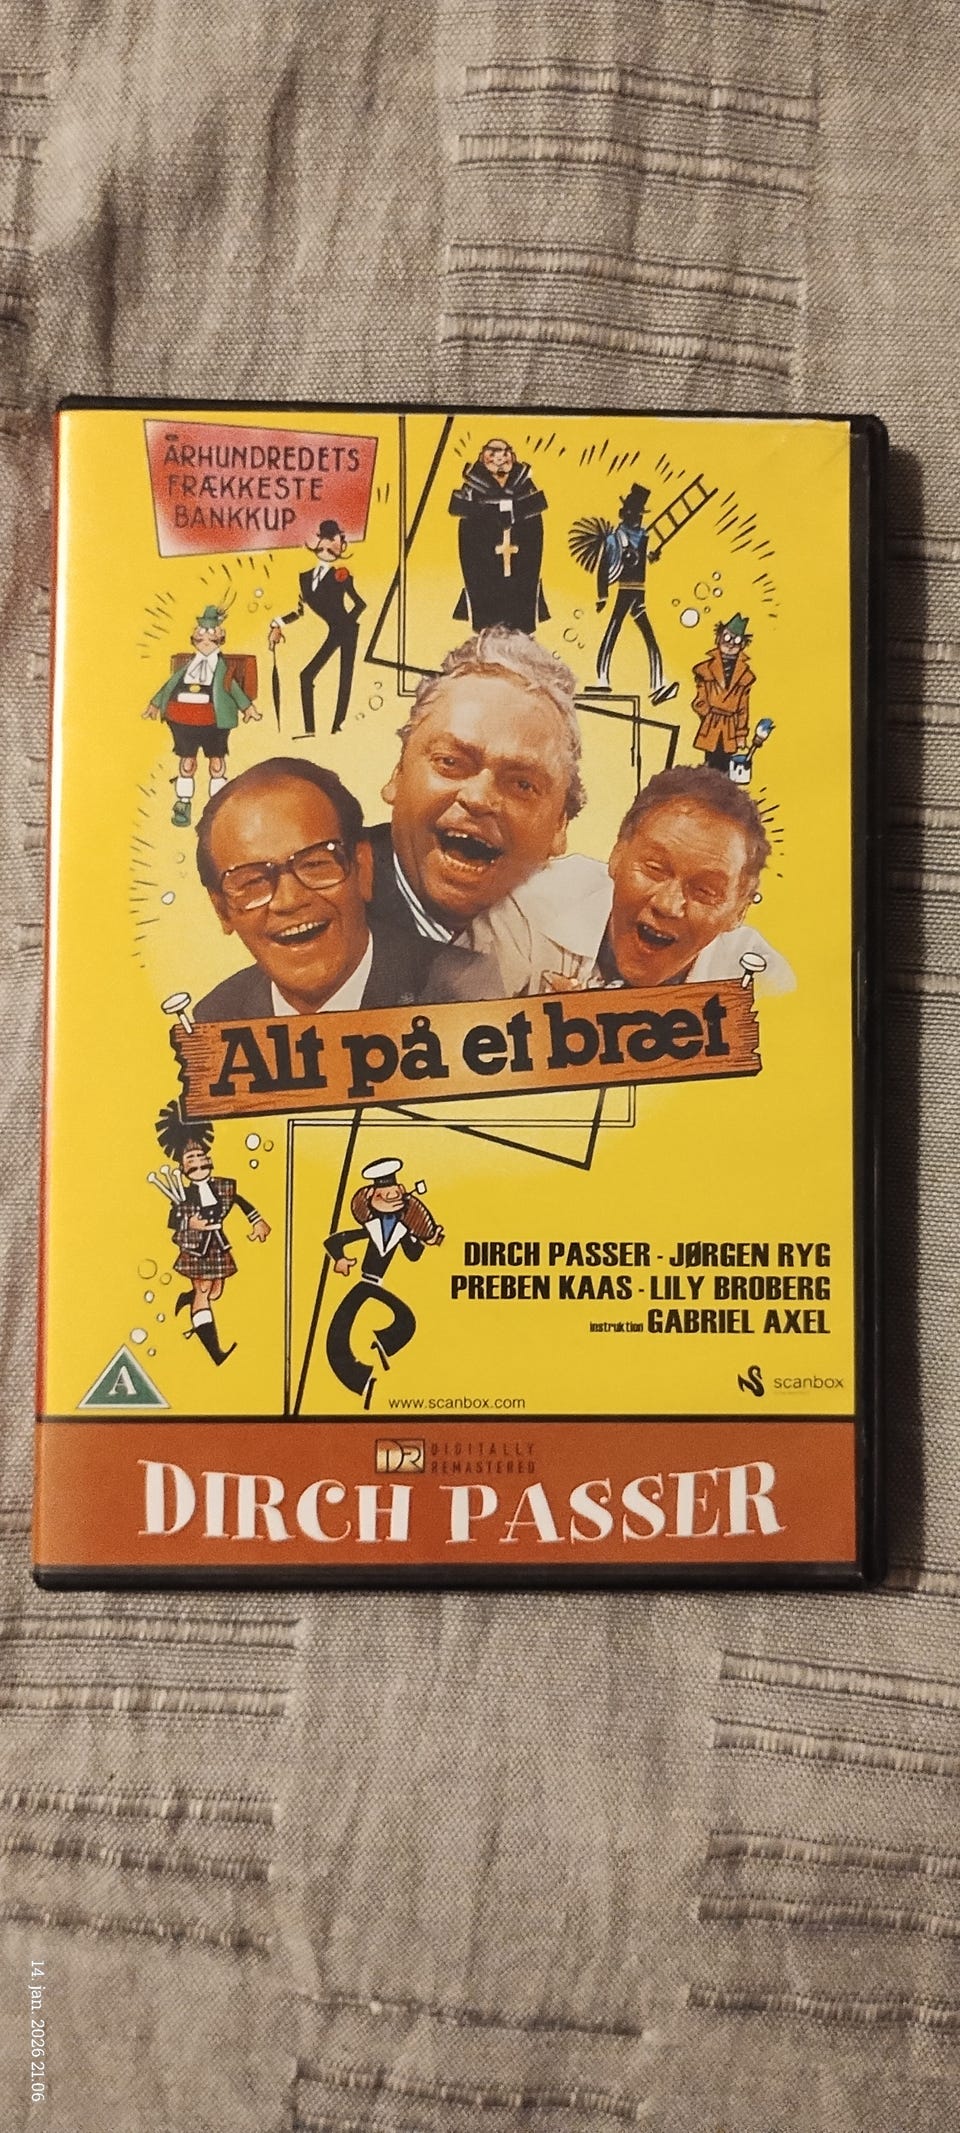 ÅRHUNDREDETS
FRÆKKESTE
BANKKUP
Alt på et bræt
DIRCH PASSER - JØRGEN RYG
PREBEN KAAS - LILY BROBERG
instruktion GABRIEL AXEL
A
scanbox
www.scanbox.com
DR DIGITALLY
REMASTERED
DIRCH PASSER
14. jan. 2026 21:06